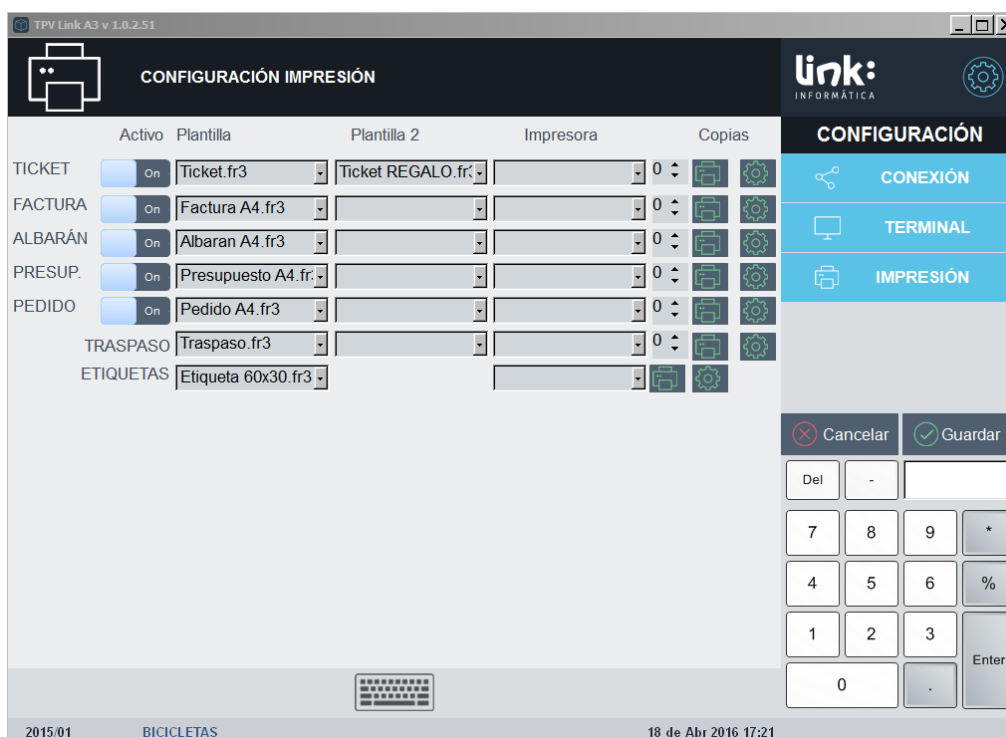 TPV Link A3 v 1.0.2.51
CONFIGURACIÓN IMPRESIÓN
link:
INFORMÁTICA
Activo Plantilla Plantilla 2 Impresora Copias
TICKET On Ticket.fr3 Ticket REGALO.fr3 0
FACTURA On Factura A4.fr3 0
ALBARÁN On Albaran A4.fr3 0
PRESUP. On Presupuesto A4.fr3 0
PEDIDO On Pedido A4.fr3 0
TRASPASO Traspaso.fr3 0
ETIQUETAS Etiqueta 60x30.fr3
CONFIGURACIÓN
CONEXIÓN
TERMINAL
IMPRESIÓN
Cancelar Guardar
Del -
7 8 9 *
4 5 6 %
1 2 3
Enter
0 .
2015/01 BICICLETAS 18 de Abr 2016 17:21